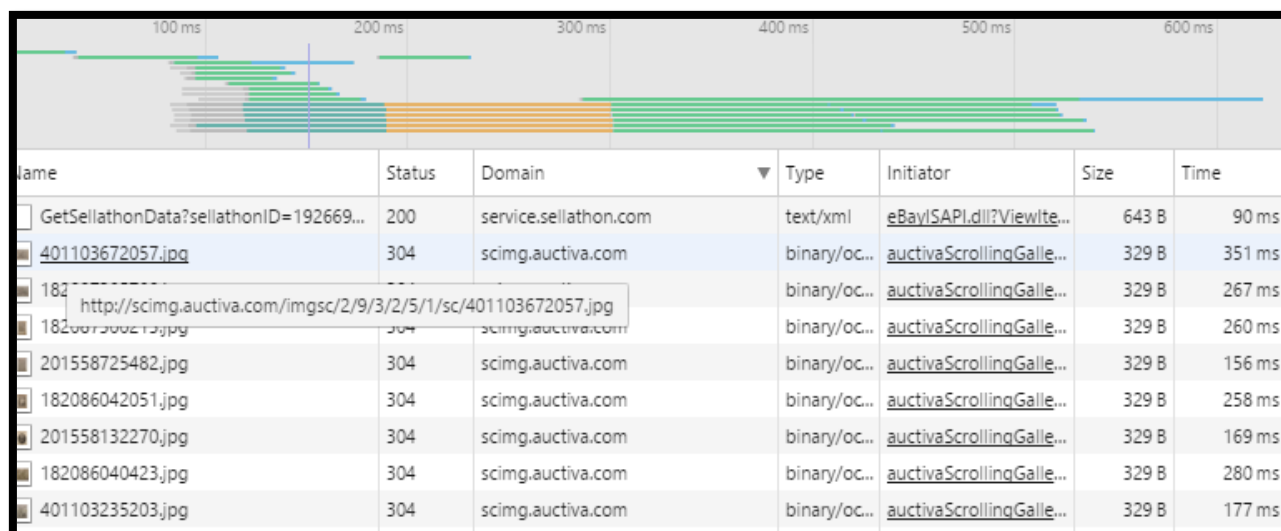 100 ms 200 ms 300 ms 400 ms 500 ms 600 ms
Name Status Domain ▼ Type Initiator Size Time
GetSellathonData?sellathonID=192669... 200 service.sellathon.com text/xml eBayISAPI.dll?ViewIte... 643 B 90 ms
401103672057.jpg 304 scimg.auctiva.com binary/oc... auctivaScrollingGalle... 329 B 351 ms
binary/oc... auctivaScrollingGalle... 329 B 267 ms
http://scimg.auctiva.com/imgsc/2/9/3/2/5/1/sc/401103672057.jpg
304 scimg.auctiva.com binary/oc... auctivaScrollingGalle... 329 B 260 ms
201558725482.jpg 304 scimg.auctiva.com binary/oc... auctivaScrollingGalle... 329 B 156 ms
182086042051.jpg 304 scimg.auctiva.com binary/oc... auctivaScrollingGalle... 329 B 258 ms
201558132270.jpg 304 scimg.auctiva.com binary/oc... auctivaScrollingGalle... 329 B 169 ms
182086040423.jpg 304 scimg.auctiva.com binary/oc... auctivaScrollingGalle... 329 B 280 ms
401103235203.jpg 304 scimg.auctiva.com binary/oc... auctivaScrollingGalle... 329 B 177 ms